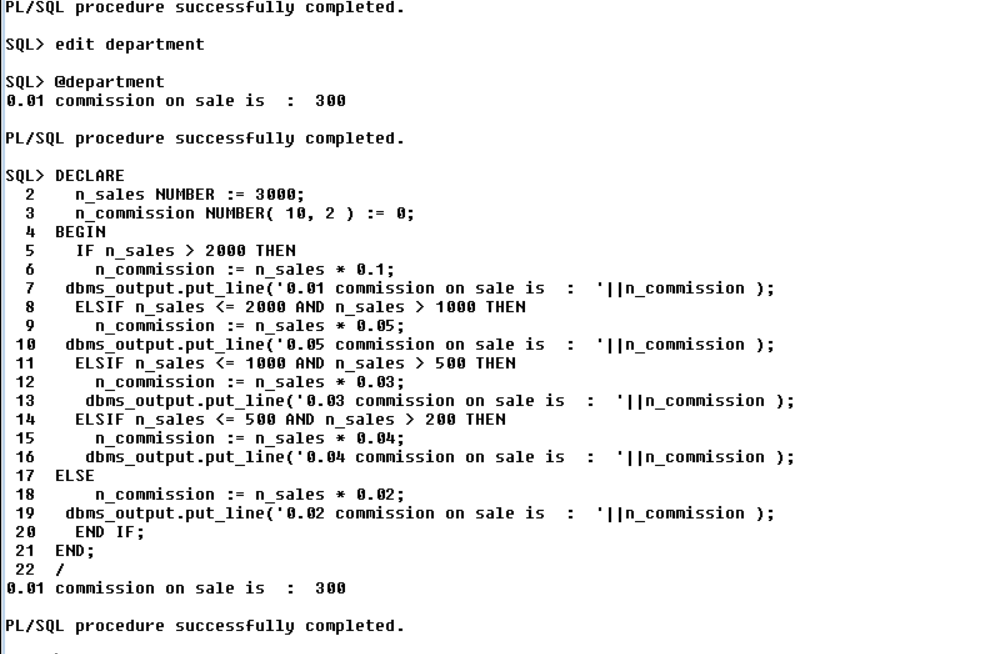 PL/SQL procedure successfully completed.
SQL> edit department
SQL> @department
0.01 commission on sale is  :  300
PL/SQL procedure successfully completed.
SQL> DECLARE
  2    n_sales NUMBER := 3000;
  3    n_commission NUMBER( 10, 2 ) := 0;
  4  BEGIN
  5    IF n_sales > 2000 THEN
  6      n_commission := n_sales * 0.1;
  7   dbms_output.put_line('0.01 commission on sale is  :  '||n_commission );
  8    ELSIF n_sales <= 2000 AND n_sales > 1000 THEN
  9      n_commission := n_sales * 0.05;
 10   dbms_output.put_line('0.05 commission on sale is  :  '||n_commission );
 11    ELSIF n_sales <= 1000 AND n_sales > 500 THEN
 12      n_commission := n_sales * 0.03;
 13     dbms_output.put_line('0.03 commission on sale is  :  '||n_commission );
 14    ELSIF n_sales <= 500 AND n_sales > 200 THEN
 15      n_commission := n_sales * 0.04;
 16     dbms_output.put_line('0.04 commission on sale is  :  '||n_commission );
 17  ELSE
 18      n_commission := n_sales * 0.02;
 19   dbms_output.put_line('0.02 commission on sale is  :  '||n_commission );
 20    END IF;
 21  END;
 22  /
0.01 commission on sale is  :  300
PL/SQL procedure successfully completed.